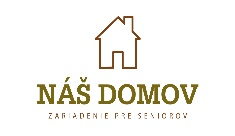 NÁŠ DOMOV
ZARIADENIE PRE SENIOROV